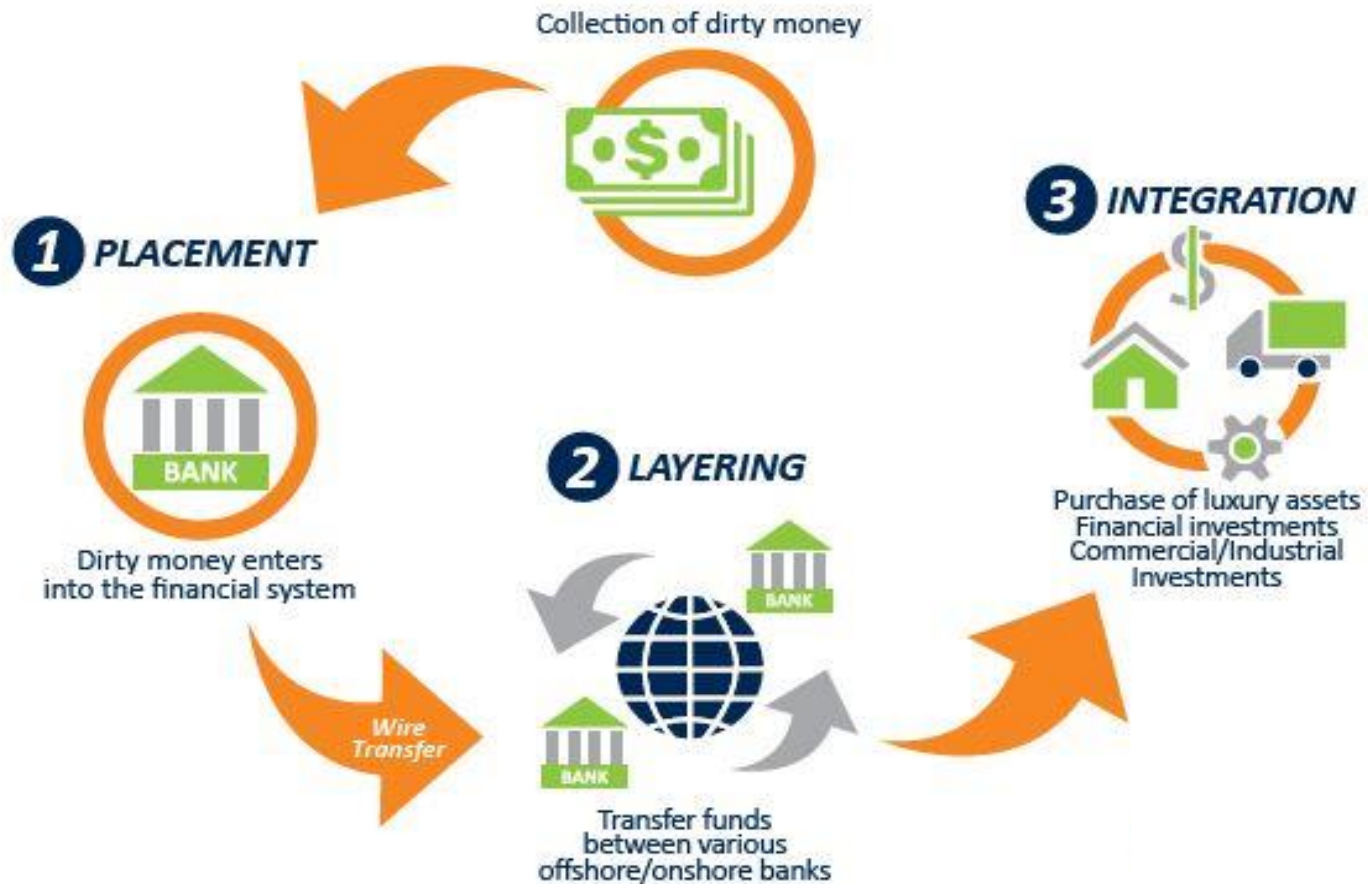 Collection of dirty money
1 PLACEMENT
BANK
Dirty money enters
into the financial system
Wire
Transfer
2 LAYERING
BANK
BANK
Transfer funds
between various
offshore/onshore banks
3 INTEGRATION
$
Purchase of luxury assets
Financial investments
Commercial/Industrial
Investments